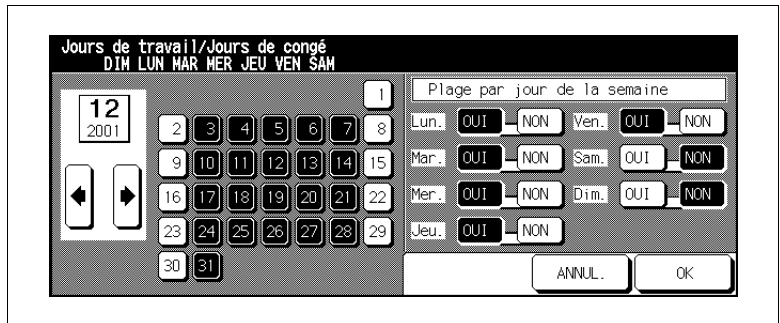 Jours de travail/Jours de congé
DIM LUN MAR MER JEU VEN SAM
12
2001
1
2 3 4 5 6 7 8
9 10 11 12 13 14 15
16 17 18 19 20 21 22
23 24 25 26 27 28 29
30 31
Plage par jour de la semaine
Lun. OUI NON Ven. OUI NON
Mar. OUI NON Sam. OUI NON
Mer. OUI NON Dim. OUI NON
Jeu. OUI NON
ANNUL. OK